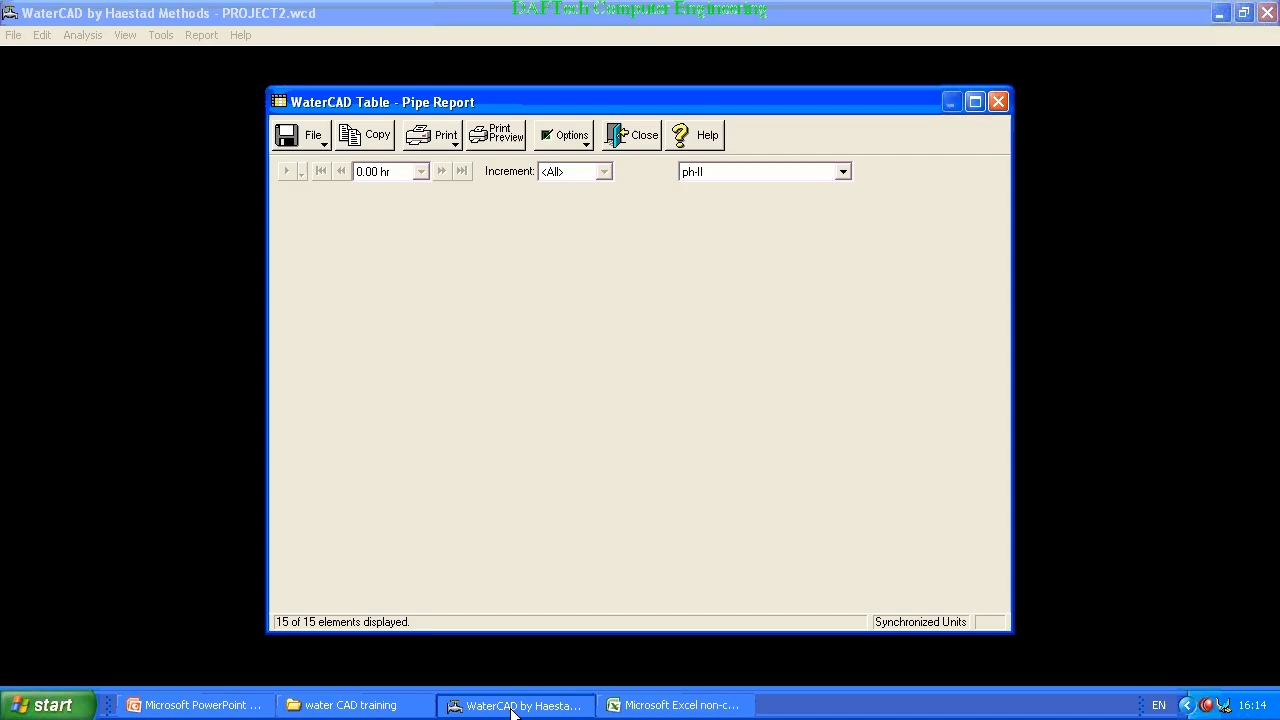 DAFTech Computer Engineering
WaterCAD by Haestad Methods - PROJECT2.wcd
File Edit Analysis View Tools Report Help
WaterCAD Table - Pipe Report
File Copy Print Print Preview Options Close Help
0.00 hr Increment: <All> ph-II
15 of 15 elements displayed. Synchronized Units
start Microsoft PowerPoint ... water CAD training WaterCAD by Haesta... Microsoft Excel non-c... EN 16:14